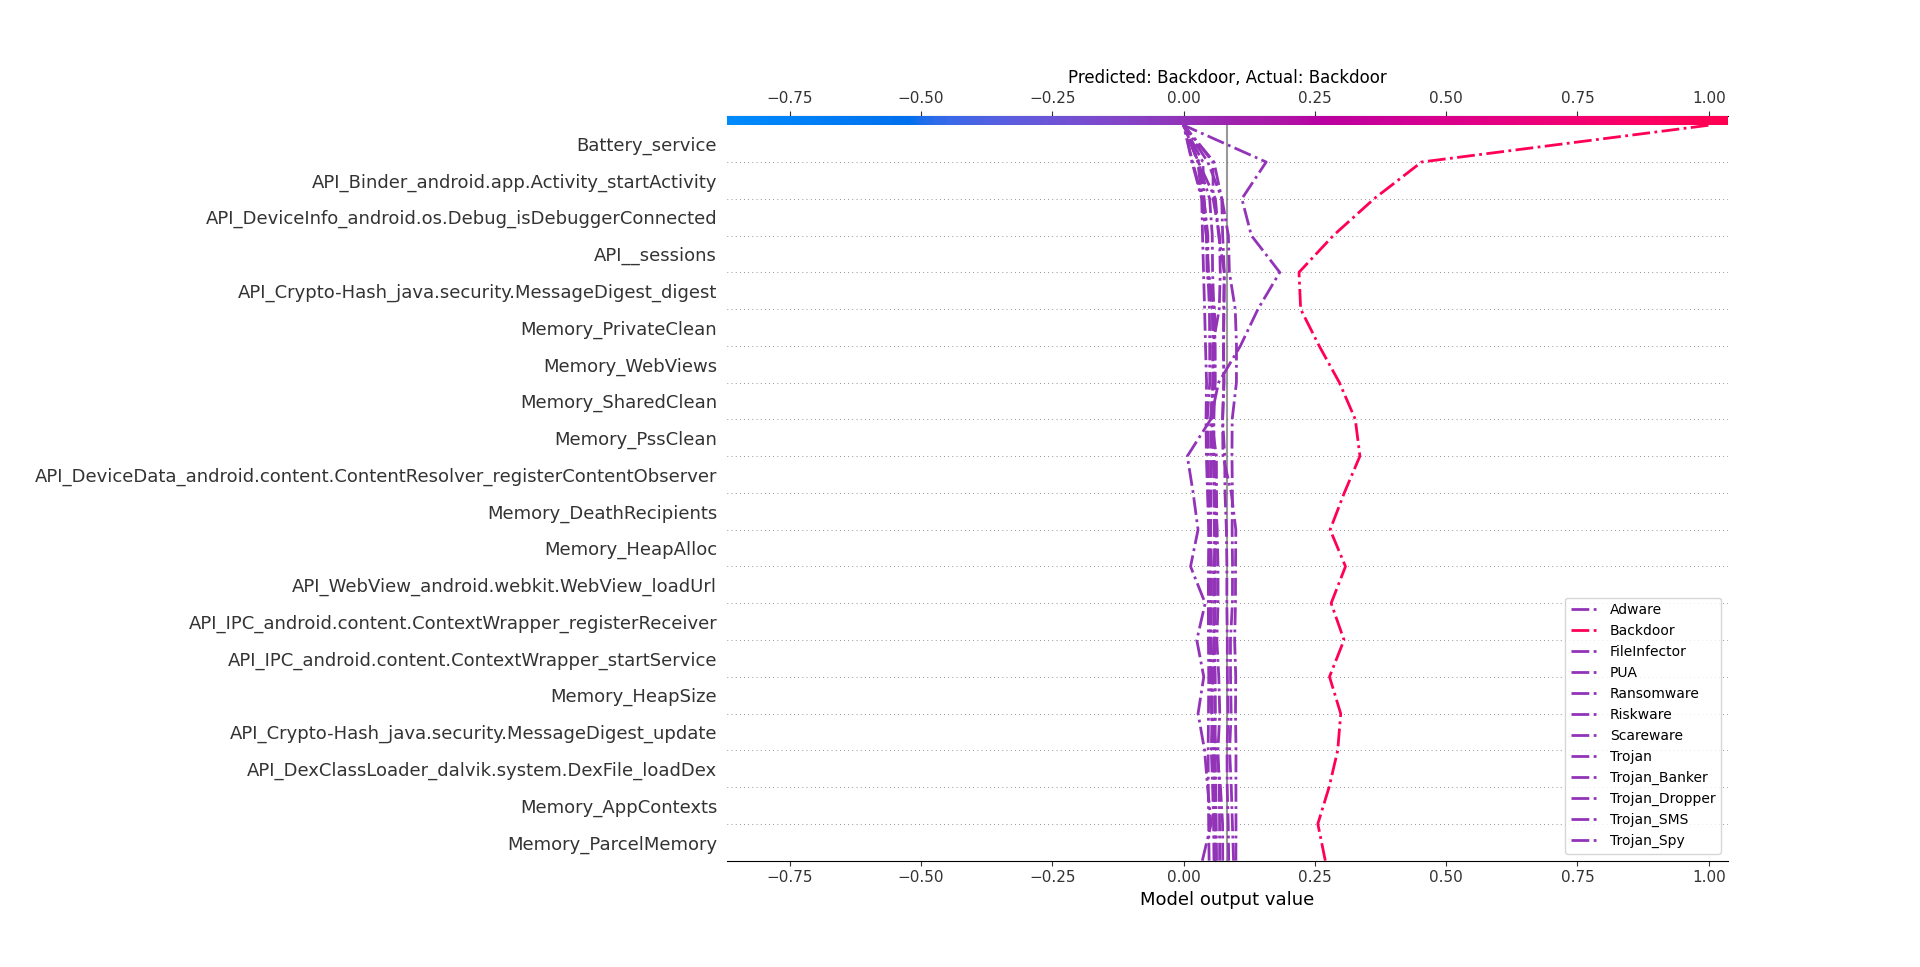 Predicted: Backdoor, Actual: Backdoor
−0.75 −0.50 −0.25 0.00 0.25 0.50 0.75 1.00
Battery_service
API_Binder_android.app.Activity_startActivity
API_DeviceInfo_android.os.Debug_isDebuggerConnected
API__sessions
API_Crypto-Hash_java.security.MessageDigest_digest
Memory_PrivateClean
Memory_WebViews
Memory_SharedClean
Memory_PssClean
API_DeviceData_android.content.ContentResolver_registerContentObserver
Memory_DeathRecipients
Memory_HeapAlloc
API_WebView_android.webkit.WebView_loadUrl
API_IPC_android.content.ContextWrapper_registerReceiver
API_IPC_android.content.ContextWrapper_startService
Memory_HeapSize
API_Crypto-Hash_java.security.MessageDigest_update
API_DexClassLoader_dalvik.system.DexFile_loadDex
Memory_AppContexts
Memory_ParcelMemory
Adware
Backdoor
FileInfector
PUA
Ransomware
Riskware
Scareware
Trojan
Trojan_Banker
Trojan_Dropper
Trojan_SMS
Trojan_Spy
−0.75 −0.50 −0.25 0.00 0.25 0.50 0.75 1.00
Model output value